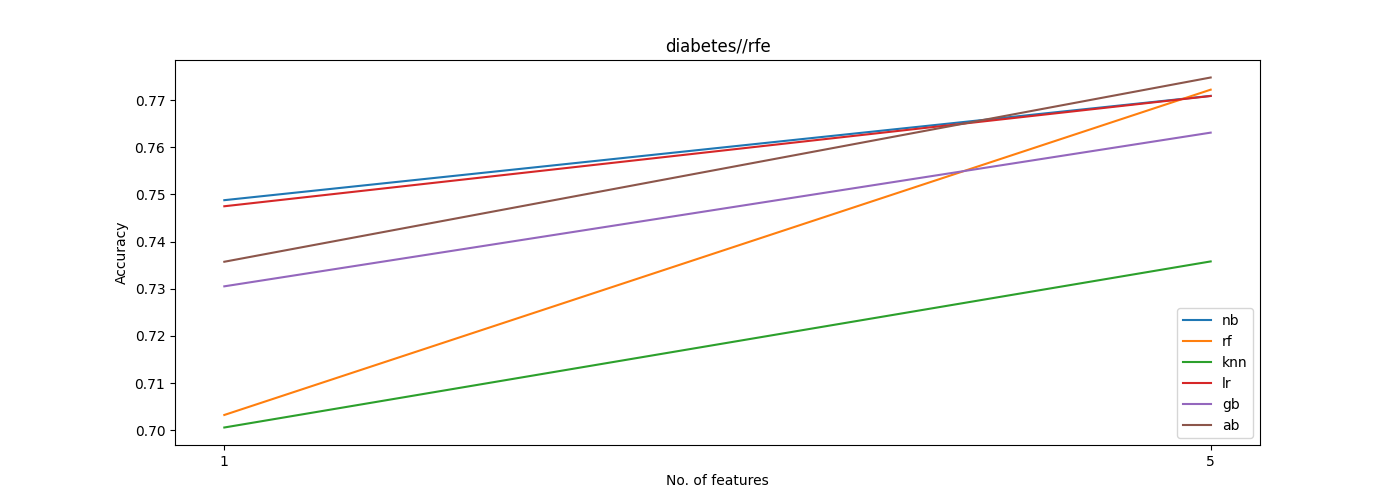 diabetes//rfe
Accuracy
0.77
0.76
0.75
0.74
0.73
0.72
0.71
0.70
1
5
No. of features
nb
rf
knn
lr
gb
ab